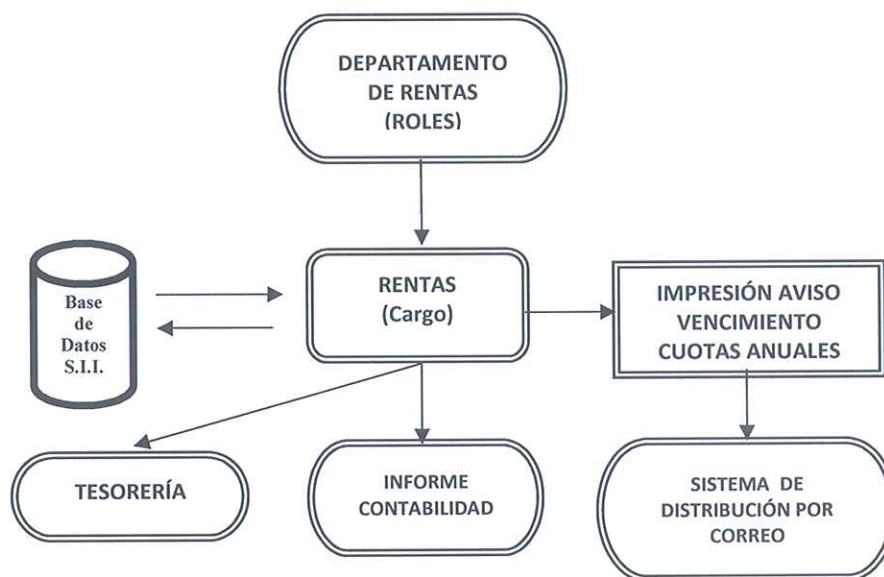 DEPARTAMENTO
DE RENTAS
(ROLES)
Base
de
Datos
S.I.I.
RENTAS
(Cargo)
IMPRESIÓN AVISO
VENCIMIENTO
CUOTAS ANUALES
TESORERÍA
INFORME
CONTABILIDAD
SISTEMA DE
DISTRIBUCIÓN POR
CORREO